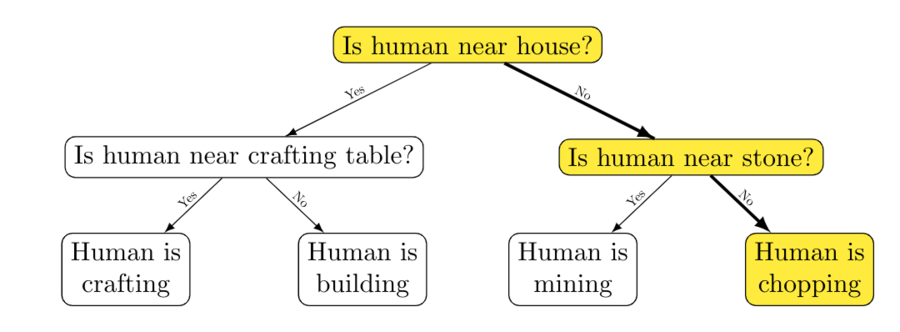 Is human near house?
Yes
No
Is human near crafting table?
Is human near stone?
Yes
No
Yes
No
Human is
crafting
Human is
building
Human is
mining
Human is
chopping